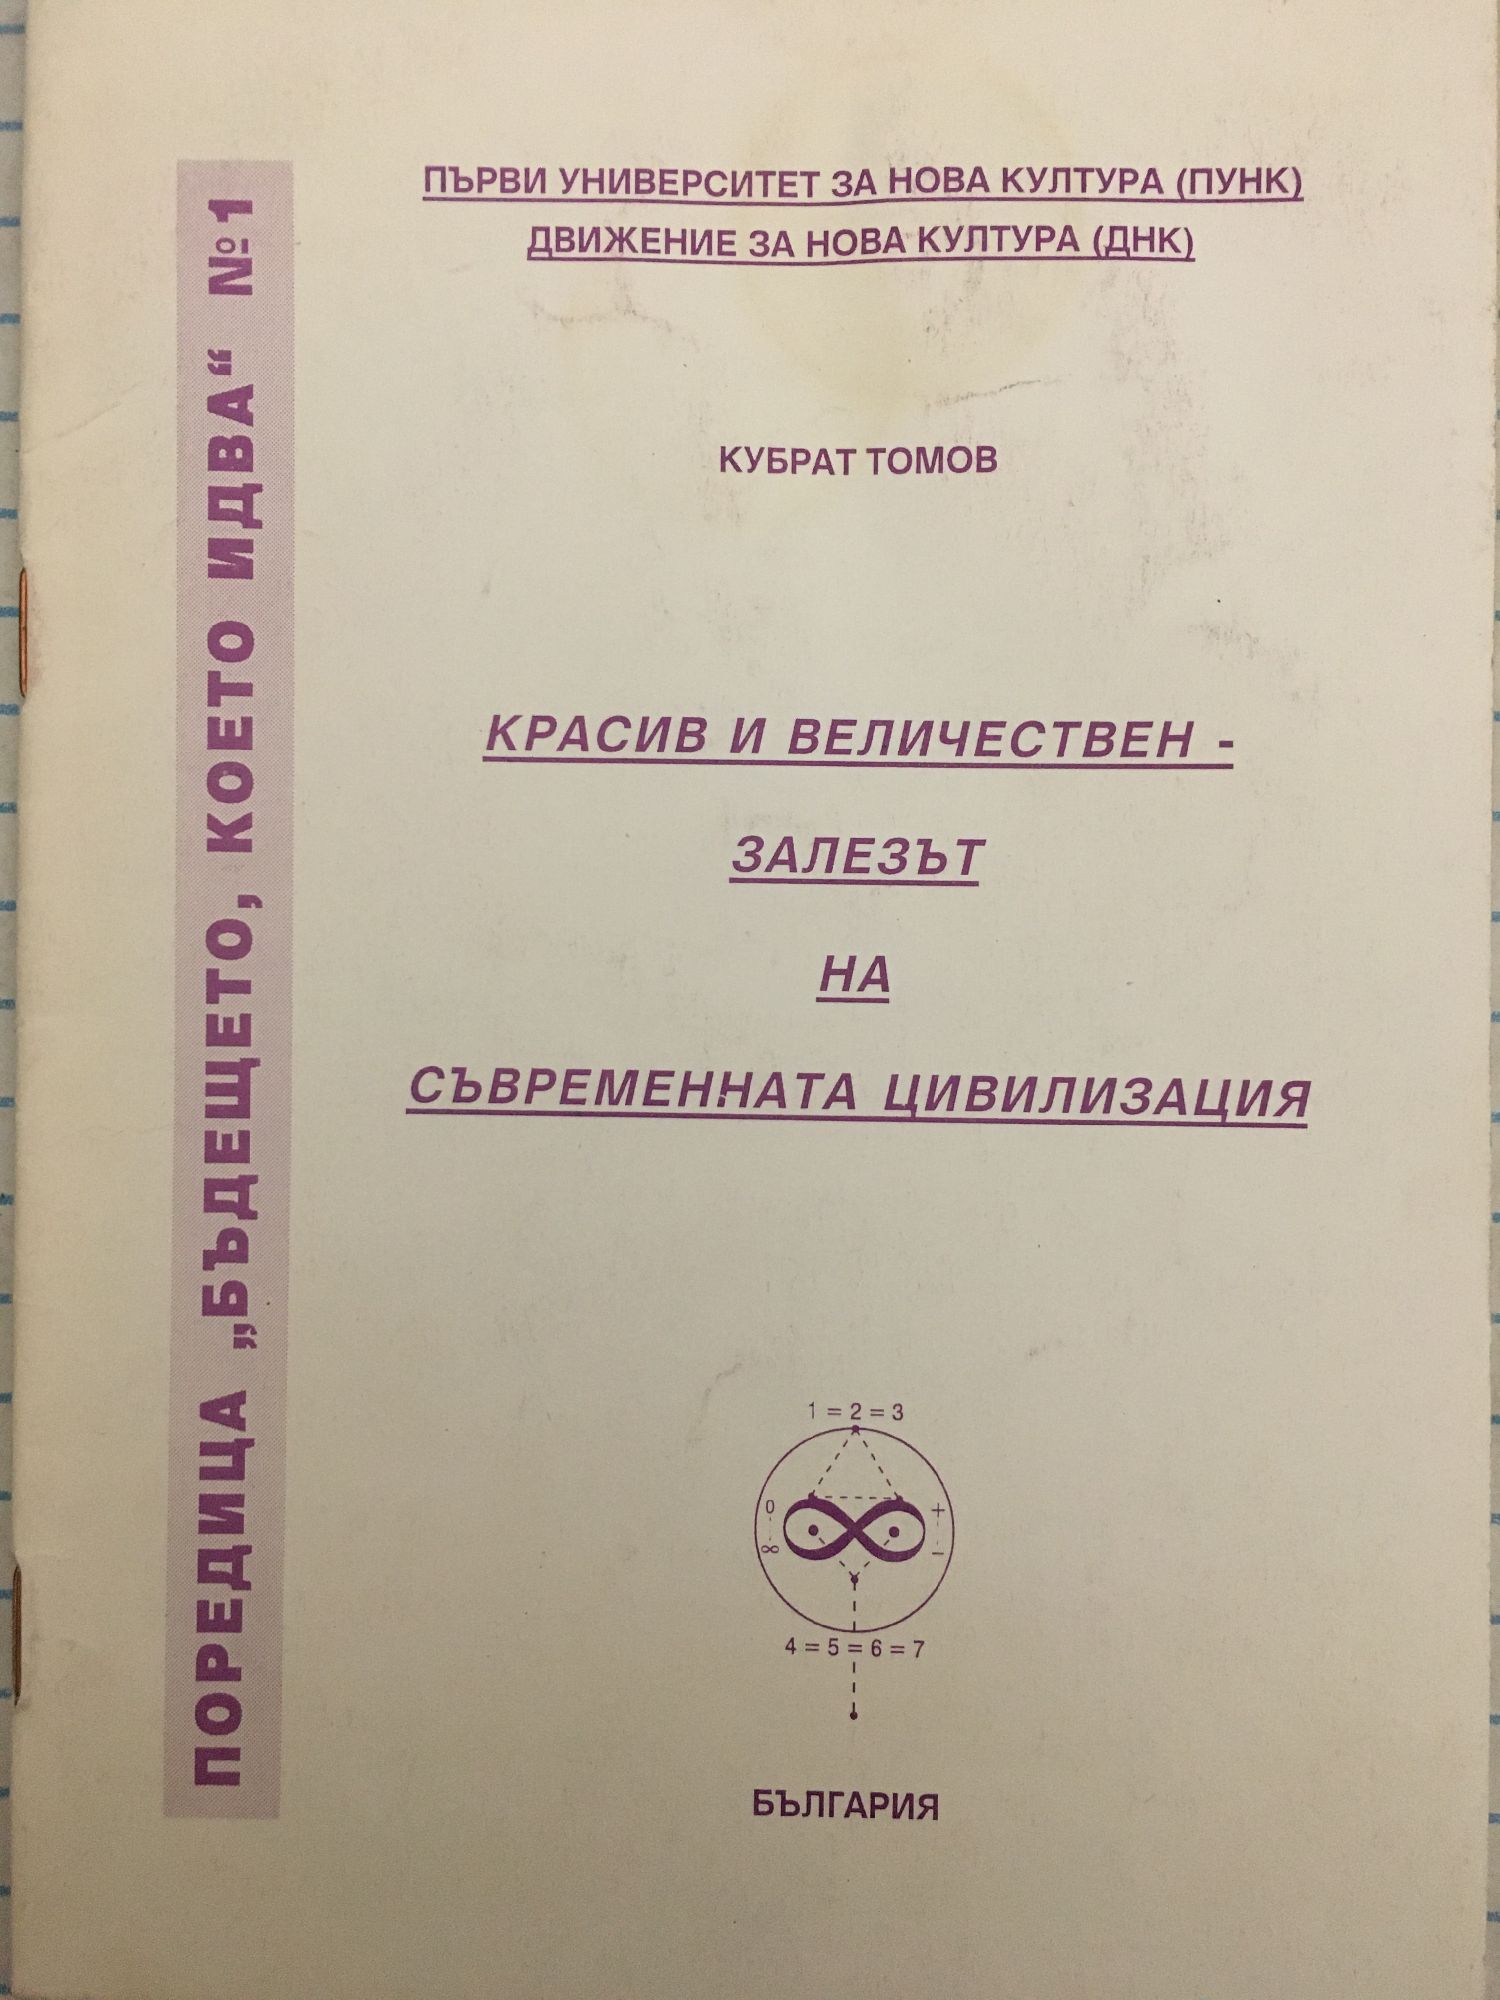 ПОРЕДИЦА „БЪДЕЩЕТО, КОЕТО ИДВА“ №1
ПЪРВИ УНИВЕРСИТЕТ ЗА НОВА КУЛТУРА (ПУНК)
ДВИЖЕНИЕ ЗА НОВА КУЛТУРА (ДНК)
КУБРАТ ТОМОВ
КРАСИВ И ВЕЛИЧЕСТВЕН -
ЗАЛЕЗЪТ
НА
СЪВРЕМЕННАТА ЦИВИЛИЗАЦИЯ
1 = 2 = 3
0 +
∞ −
4 = 5 = 6 = 7
БЪЛГАРИЯ